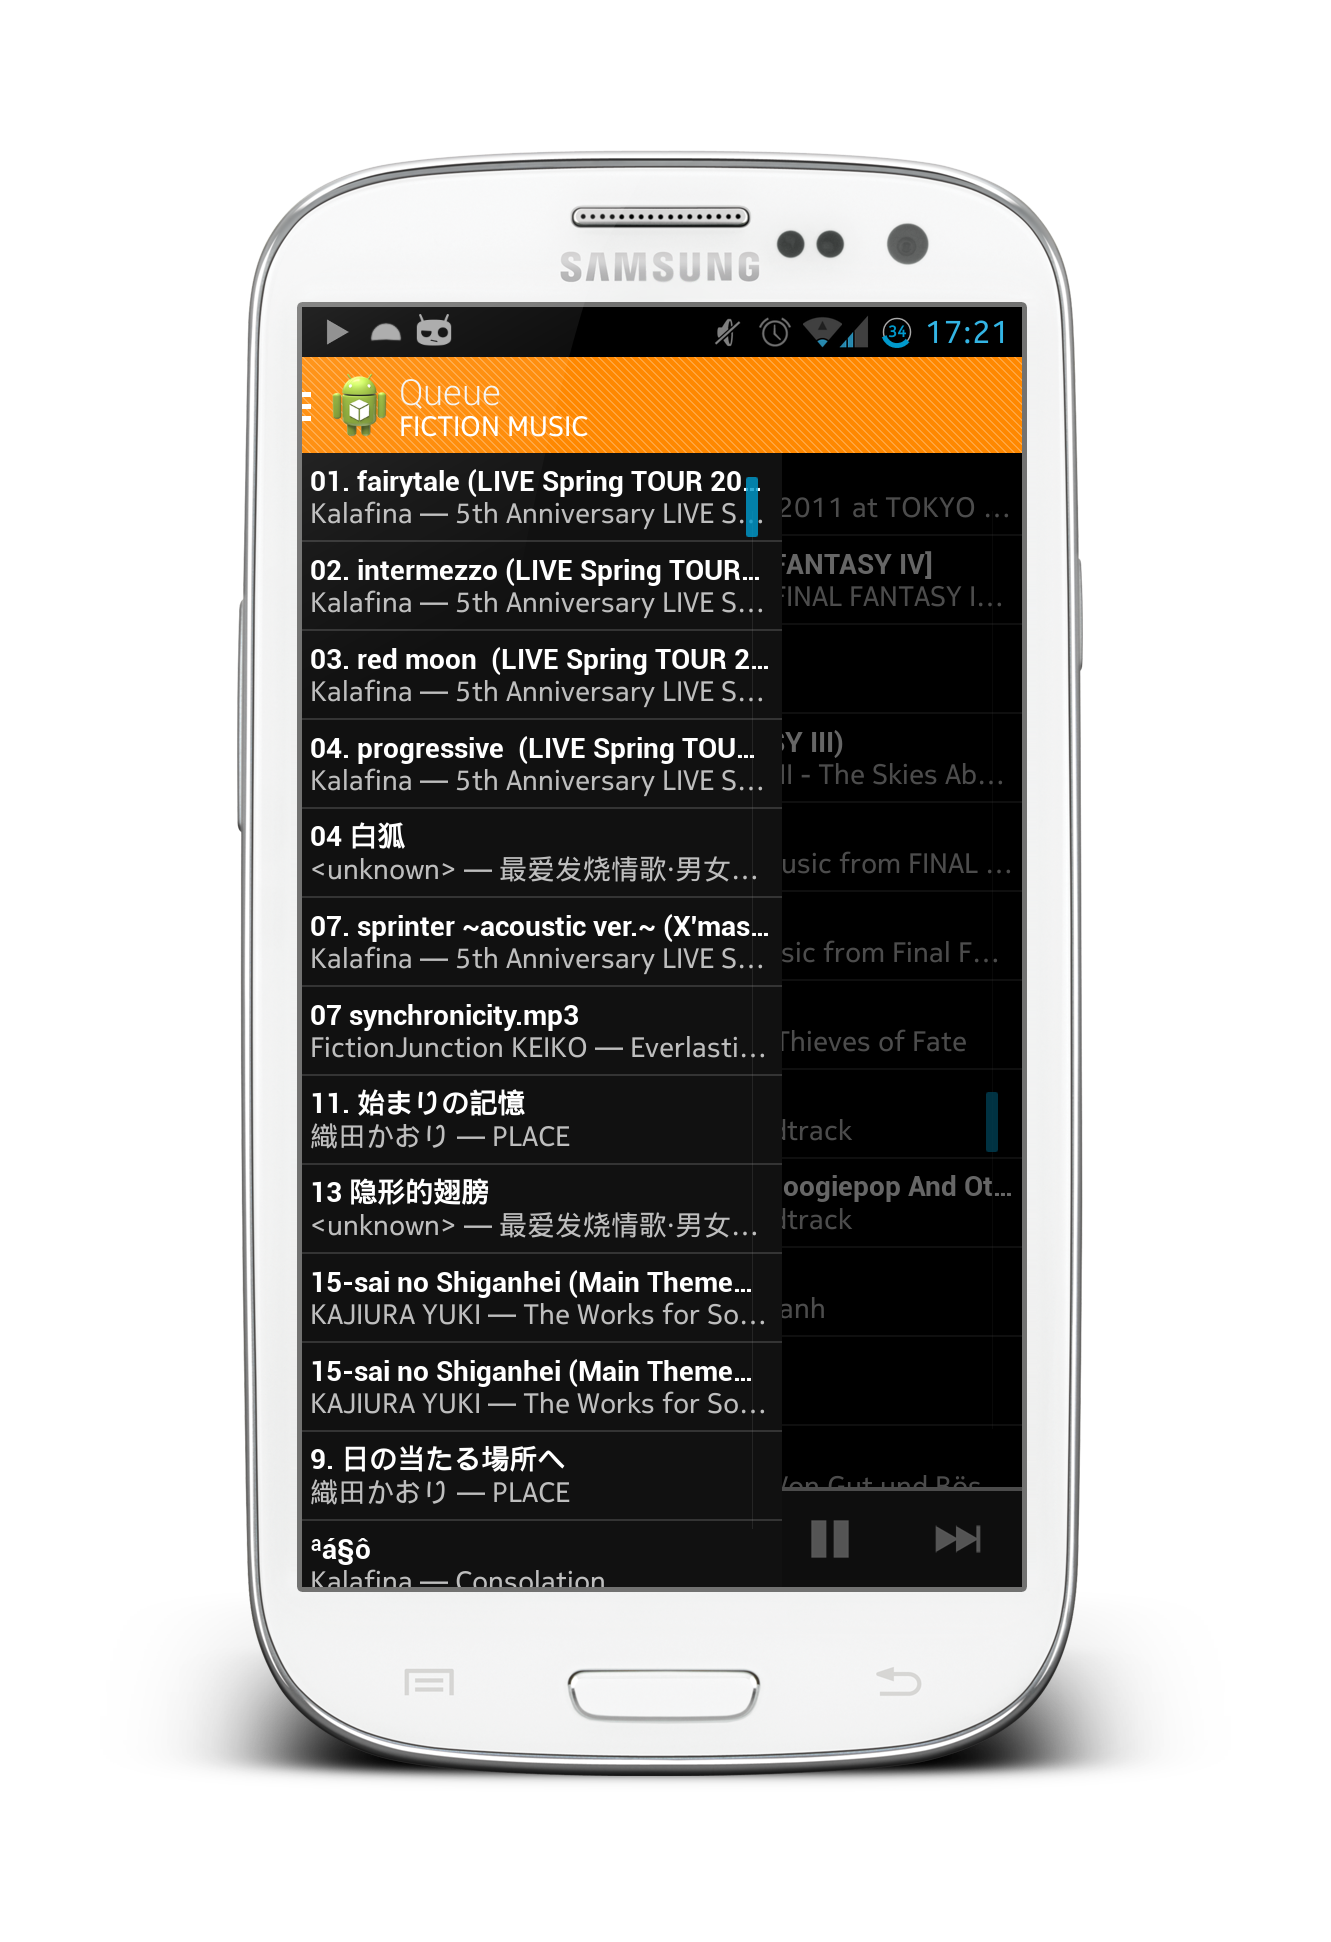 SAMSUNG
34 17:21
Queue
FICTION MUSIC
01. fairytale (LIVE Spring TOUR 20…
Kalafina — 5th Anniversary LIVE S…
2011 at TOKYO …
02. intermezzo (LIVE Spring TOUR…
Kalafina — 5th Anniversary LIVE S…
FANTASY IV]
FINAL FANTASY I…
03. red moon  (LIVE Spring TOUR 2…
Kalafina — 5th Anniversary LIVE S…
04. progressive  (LIVE Spring TOU…
Kalafina — 5th Anniversary LIVE S…
SY III)
II - The Skies Ab…
04 白狐
<unknown> — 最爱发烧情歌·男女…
usic from FINAL …
07. sprinter ~acoustic ver.~ (X'mas…
Kalafina — 5th Anniversary LIVE S…
sic from Final F…
07 synchronicity.mp3
FictionJunction KEIKO — Everlasti…
Thieves of Fate
11. 始まりの記憶
織田かおり — PLACE
dtrack
13 隐形的翅膀
<unknown> — 最爱发烧情歌·男女…
oogiepop And Ot…
dtrack
15-sai no Shiganhei (Main Theme…
KAJIURA YUKI — The Works for So…
anh
15-sai no Shiganhei (Main Theme…
KAJIURA YUKI — The Works for So…
9. 日の当たる場所へ
織田かおり — PLACE
Von Gut und Bös
ªá§ô
Kalafina — Consolation